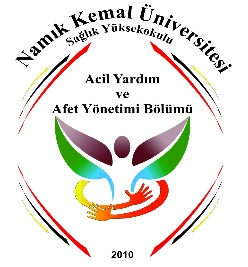 Namık Kemal Üniversitesi
Sağlık Yüksekokulu
Acil Yardım
ve
Afet Yönetimi Bölümü
2010